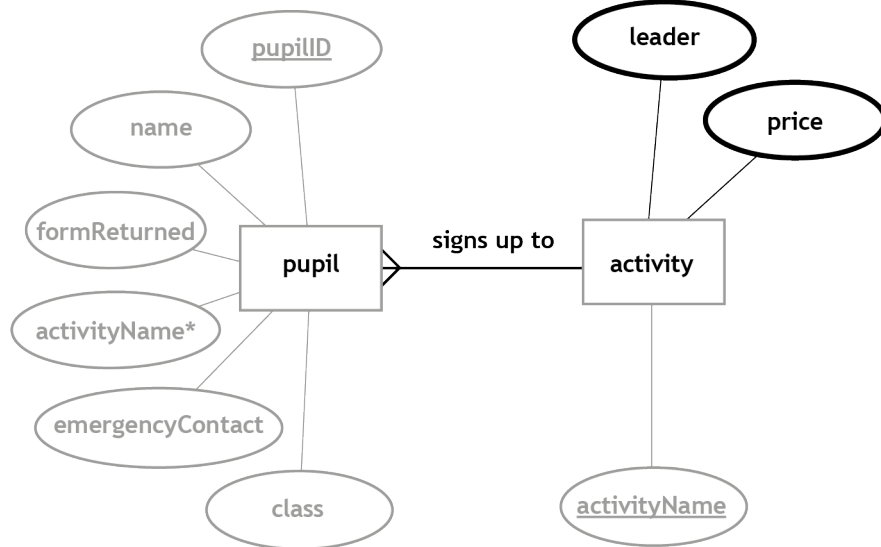 leader
pupilID
price
name
formReturned
signs up to
pupil
activity
activityName*
emergencyContact
class
activityName